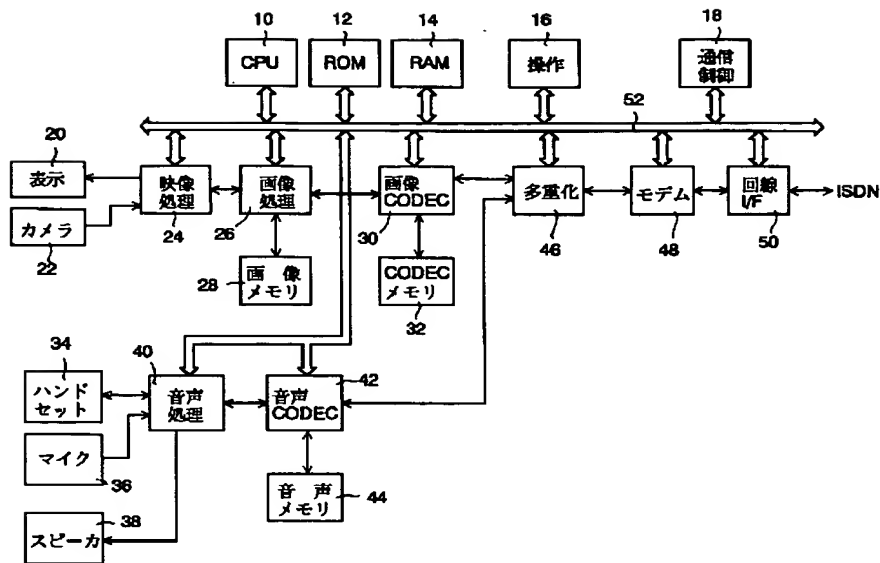 10 12 14 16 18
CPU ROM RAM 操作 通信
制御
52
20
表示
映像
処理
24
画像
処理
26
画像
CODEC
30
多重化
46
モデム
48
回線
I/F
50
ISDN
カメラ
22
28 画像
メモリ
CODEC
メモリ
32
34
ハンド
セット
40
音声
処理
42
音声
CODEC
マイク
36
音声
メモリ
44
38
スピーカ